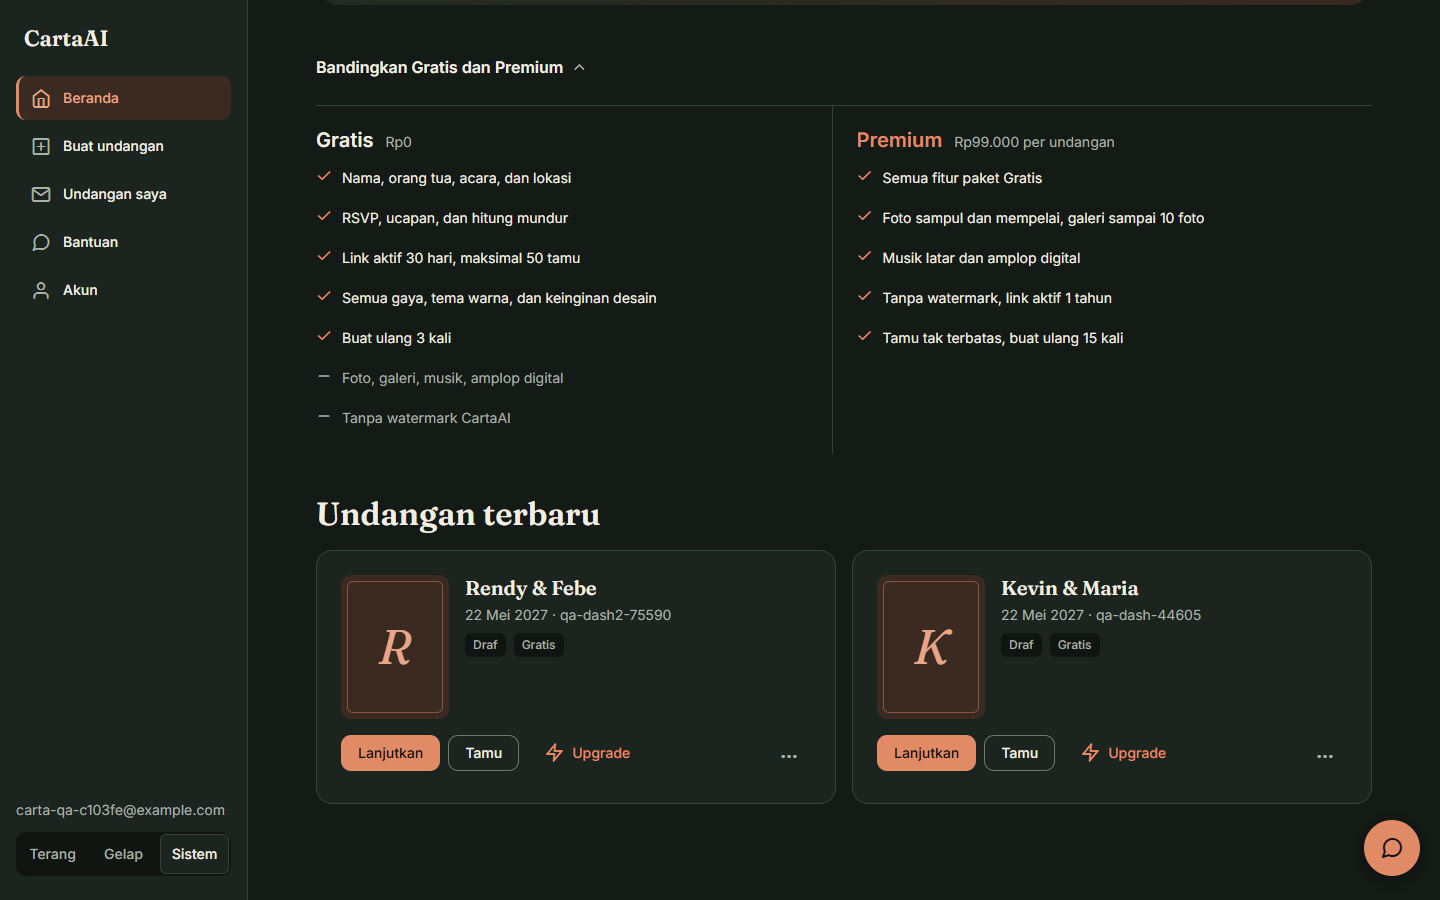 CartaAI
Beranda
Buat undangan
Undangan saya
Bantuan
Akun
carta-qa-c103fe@example.com
Terang Gelap Sistem
Bandingkan Gratis dan Premium
Gratis Rp0
Nama, orang tua, acara, dan lokasi
RSVP, ucapan, dan hitung mundur
Link aktif 30 hari, maksimal 50 tamu
Semua gaya, tema warna, dan keinginan desain
Buat ulang 3 kali
Foto, galeri, musik, amplop digital
Tanpa watermark CartaAI
Premium Rp99.000 per undangan
Semua fitur paket Gratis
Foto sampul dan mempelai, galeri sampai 10 foto
Musik latar dan amplop digital
Tanpa watermark, link aktif 1 tahun
Tamu tak terbatas, buat ulang 15 kali
Undangan terbaru
R
Rendy & Febe
22 Mei 2027 · qa-dash2-75590
Draf Gratis
Lanjutkan Tamu Upgrade ...
K
Kevin & Maria
22 Mei 2027 · qa-dash-44605
Draf Gratis
Lanjutkan Tamu Upgrade ...